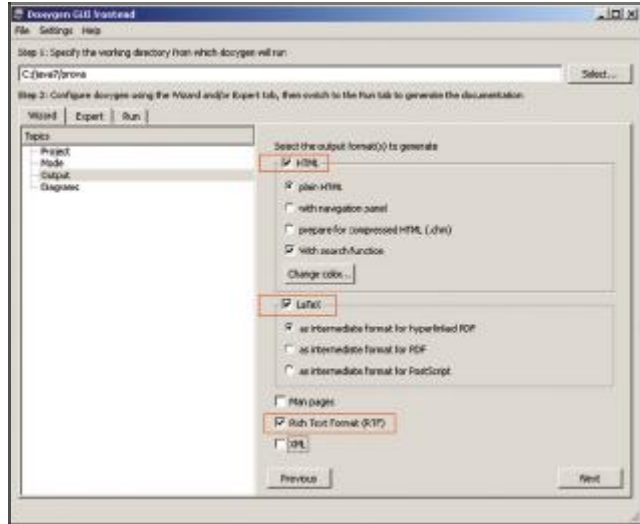 Doxygen GUI frontend
File Settings Help
Step 1: Specify the working directory from which doxygen will run
C:/java7/prova
Select...
Step 2: Configure doxygen using the Wizard and/or Expert tab, then switch to the Run tab to generate the documentation
Wizard Expert Run
Topics
Project
Mode
Output
Diagrams
Select the output format(s) to generate
HTML
plain HTML
with navigation panel
prepare for compressed HTML (.chm)
With search function
Change color...
LaTeX
as intermediate format for hyperlinked PDF
as intermediate format for PDF
as intermediate format for PostScript
Man pages
Rich Text Format (RTF)
XML
Previous
Next